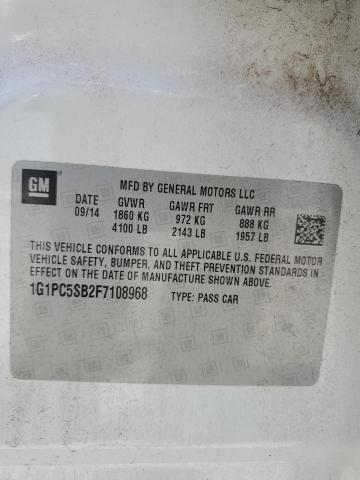 GM
MFD BY GENERAL MOTORS LLC
DATE GVWR GAWR FRT GAWR RR
09/14 1860 KG 972 KG 888 KG
4100 LB 2143 LB 1957 LB
THIS VEHICLE CONFORMS TO ALL APPLICABLE U.S. FEDERAL MOTOR
VEHICLE SAFETY, BUMPER, AND THEFT PREVENTION STANDARDS IN
EFFECT ON THE DATE OF MANUFACTURE SHOWN ABOVE.
1G1PC5SB2F7108968 TYPE: PASS CAR